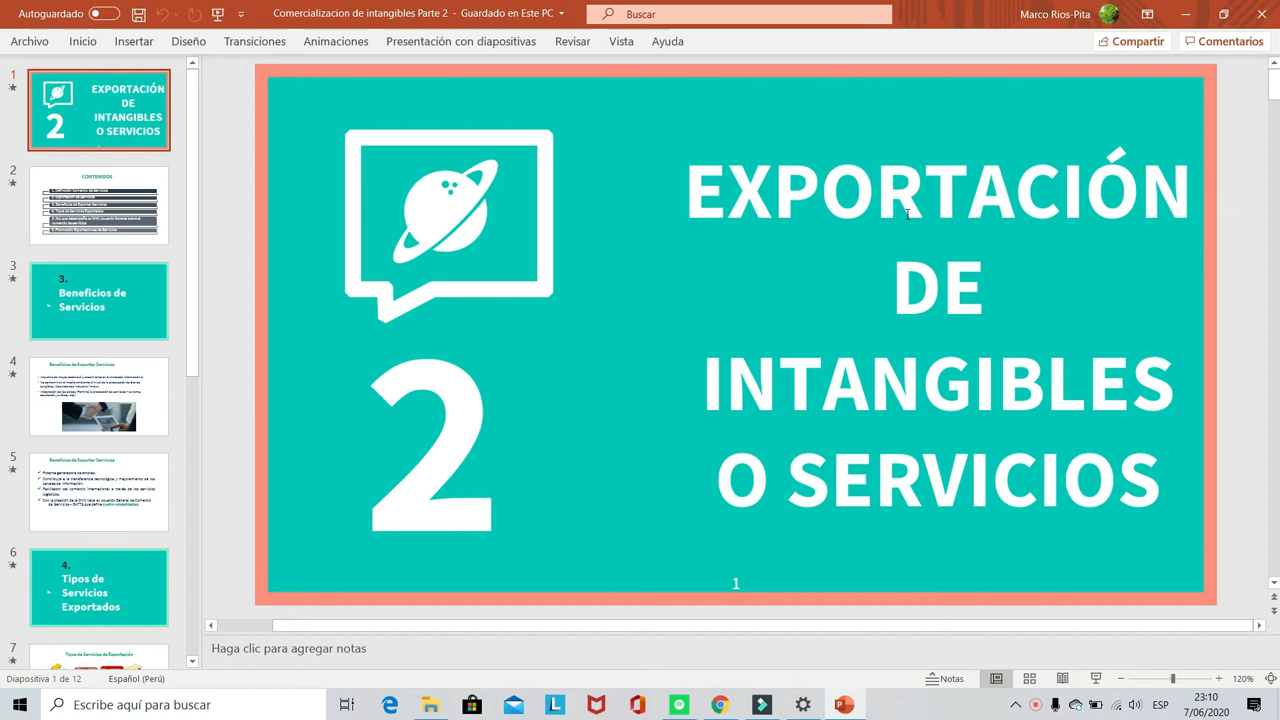 Autoguardado
Comercializacion de intangibles Parte 2 - Guardado en Este PC
Buscar
Marco Rios-Pita
Archivo Inicio Insertar Diseño Transiciones Animaciones Presentación con diapositivas Revisar Vista Ayuda
Compartir Comentarios
1
EXPORTACIÓN
DE
INTANGIBLES
O SERVICIOS
2
2
CONTENIDOS
3
3.
Beneficios de
Servicios
4
Beneficios de Exportar Servicios
5
Beneficios de Exportar Servicios
Potente generadora de empleo.
6
4.
Tipos de
Servicios
Exportados
7
Tipos de Servicios de Exportación
EXPORTACIÓN
DE
INTANGIBLES
O SERVICIOS
2
1
Haga clic para agregar notas
Diapositiva 1 de 12 Español (Perú)
Notas
120%
Escribe aquí para buscar
ESP
23:10
7/06/2020